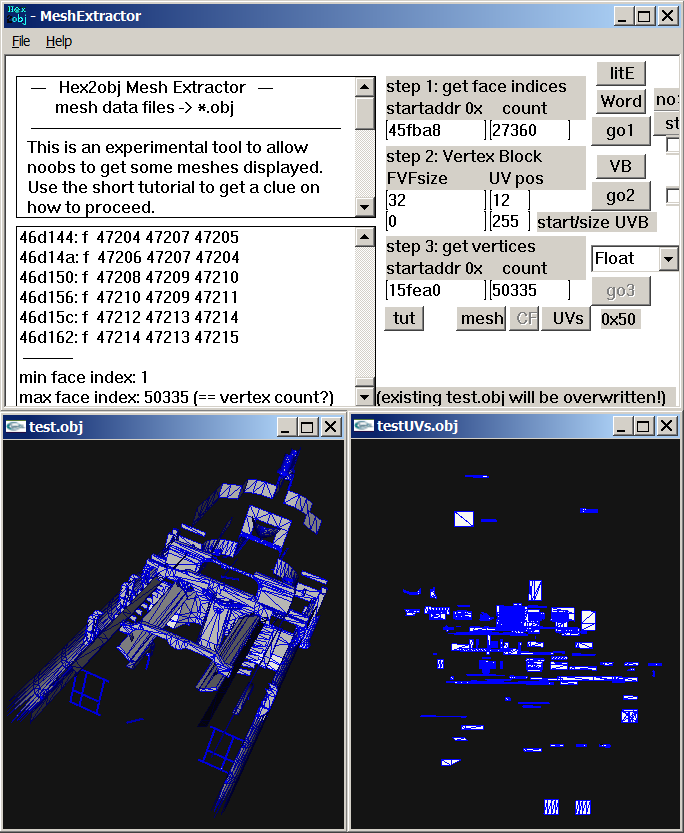 Hex
obj - MeshExtractor
File Help
— Hex2obj Mesh Extractor —
mesh data files -> *.obj
This is an experimental tool to allow
noobs to get some meshes displayed.
Use the short tutorial to get a clue on
how to proceed.
46d144: f 47204 47207 47205
46d14a: f 47206 47207 47204
46d150: f 47208 47209 47210
46d156: f 47210 47209 47211
46d15c: f 47212 47213 47214
46d162: f 47214 47213 47215
min face index: 1
max face index: 50335 (== vertex count?)
step 1: get face indices
startaddr 0x count
45fba8 27360
litE
Word
go1
no
st
step 2: Vertex Block
FVFsize UV pos
32 12
0 255 start/size UVB
VB
go2
step 3: get vertices
startaddr 0x count
15fea0 50335
Float
go3
tut mesh CF UVs 0x50
(existing test.obj will be overwritten!)
test.obj
testUVs.obj